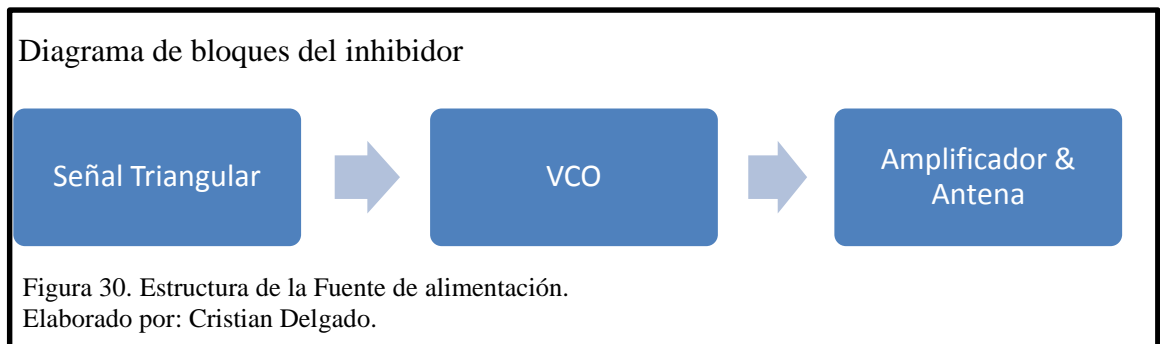 Diagrama de bloques del inhibidor
Señal Triangular
VCO
Amplificador &
Antena
Figura 30. Estructura de la Fuente de alimentación.
Elaborado por: Cristian Delgado.